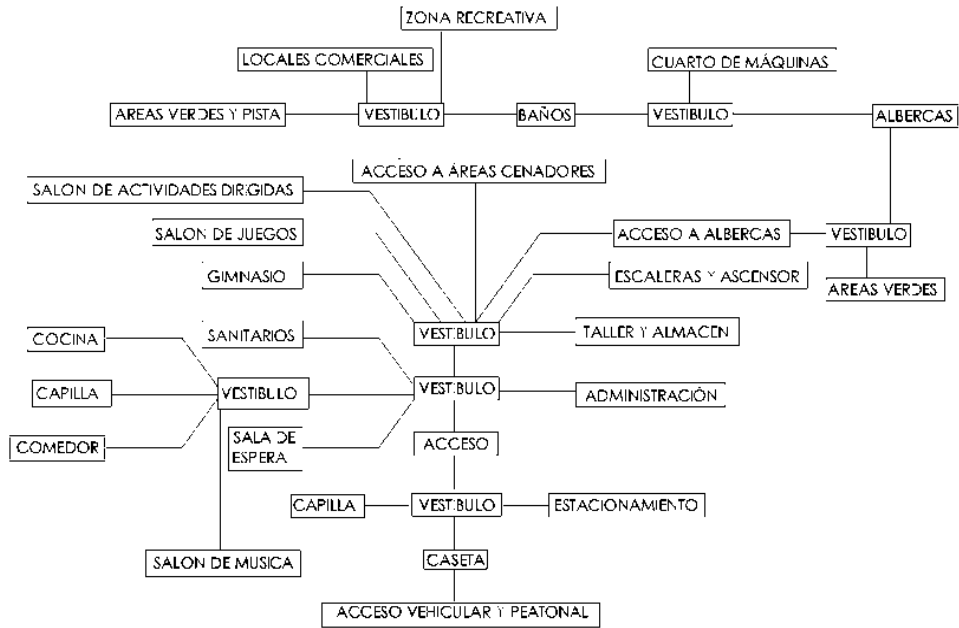 ZONA RECREATIVA
LOCALES COMERCIALES
CUARTO DE MÁQUINAS
AREAS VERDES Y PISTA
VESTIBULO
BAÑOS
VESTIBULO
ALBERCAS
ACCESO A ÁREAS CENADORES
SALON DE ACTIVIDADES DIRIGIDAS
SALON DE JUEGOS
ACCESO A ALBERCAS
VESTIBULO
GIMNASIO
ESCALERAS Y ASCENSOR
AREAS VERDES
COCINA
SANITARIOS
VESTIBULO
TALLER Y ALMACEN
CAPILLA
VESTIBULO
VESTIBULO
ADMINISTRACIÓN
COMEDOR
SALA DE
ESPERA
ACCESO
CAPILLA
VESTIBULO
ESTACIONAMIENTO
SALON DE MUSICA
CASETA
ACCESO VEHICULAR Y PEATONAL